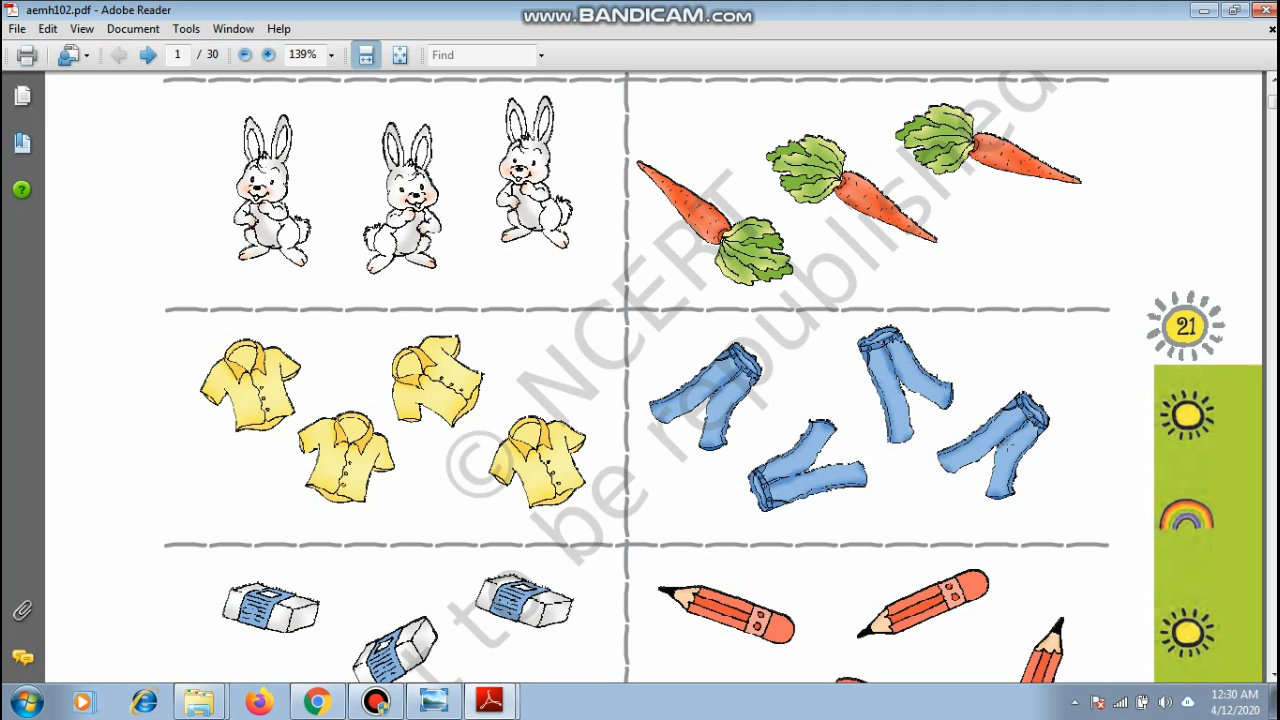 aemh102.pdf - Adobe Reader
www.BANDICAM.com
File Edit View Document Tools Window Help
1 / 30 139% Find
© NCERT
be republished
21
12:30 AM
4/12/2020